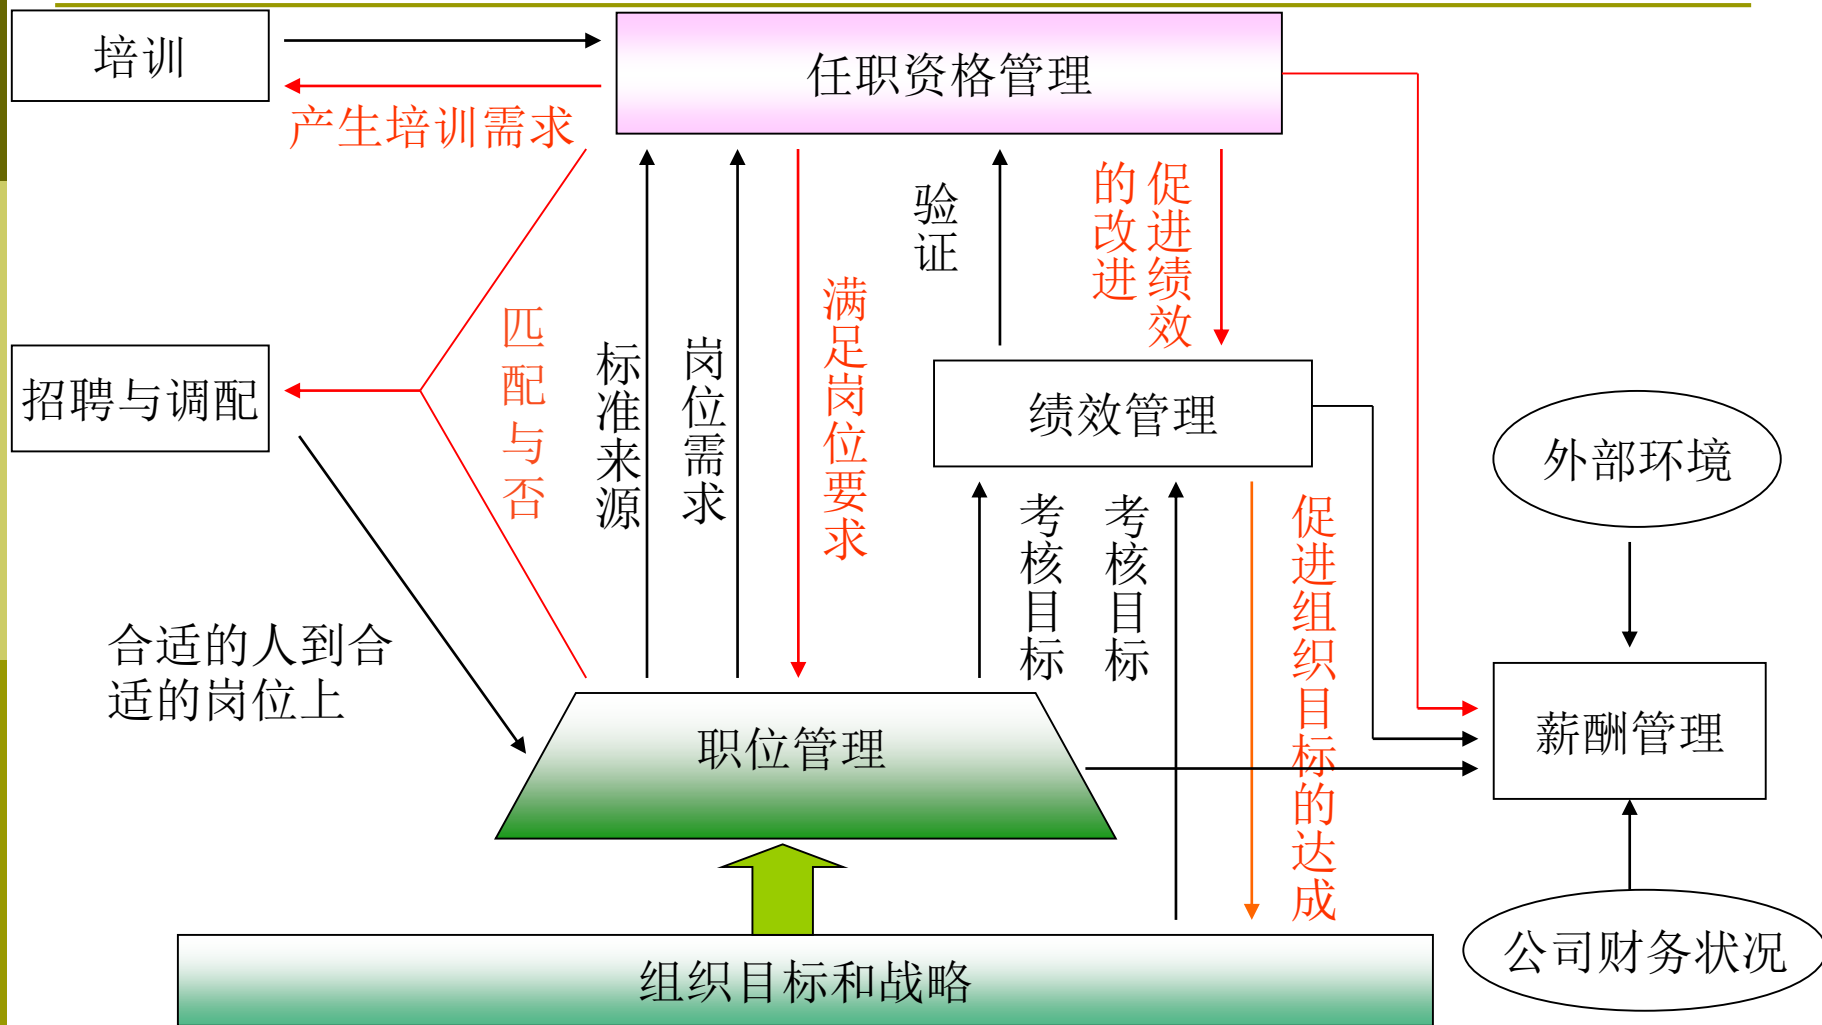 培训
任职资格管理
产生培训需求
验证
促进绩效
的改进
匹配与否
标准来源
岗位需求
满足岗位要求
招聘与调配
绩效管理
外部环境
考核目标
考核目标
促进组织目标的达成
合适的人到合
适的岗位上
职位管理
薪酬管理
公司财务状况
组织目标和战略